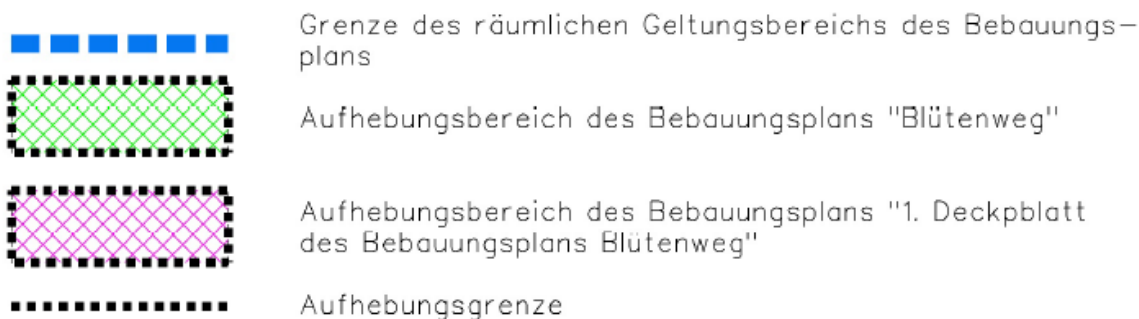 Grenze des räumlichen Geltungsbereichs des Bebauungs-
plans
Aufhebungsbereich des Bebauungsplans "Blütenweg"
Aufhebungsbereich des Bebauungsplans "1. Deckpblatt
des Bebauungsplans Blütenweg"
Aufhebungsgrenze